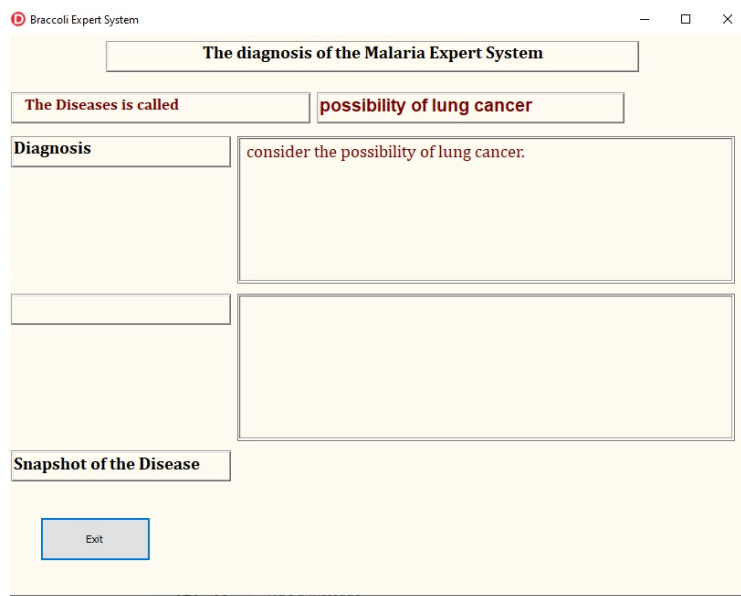 Braccoli Expert System
The diagnosis of the Malaria Expert System
The Diseases is called
possibility of lung cancer
Diagnosis
consider the possibility of lung cancer.
Snapshot of the Disease
Exit